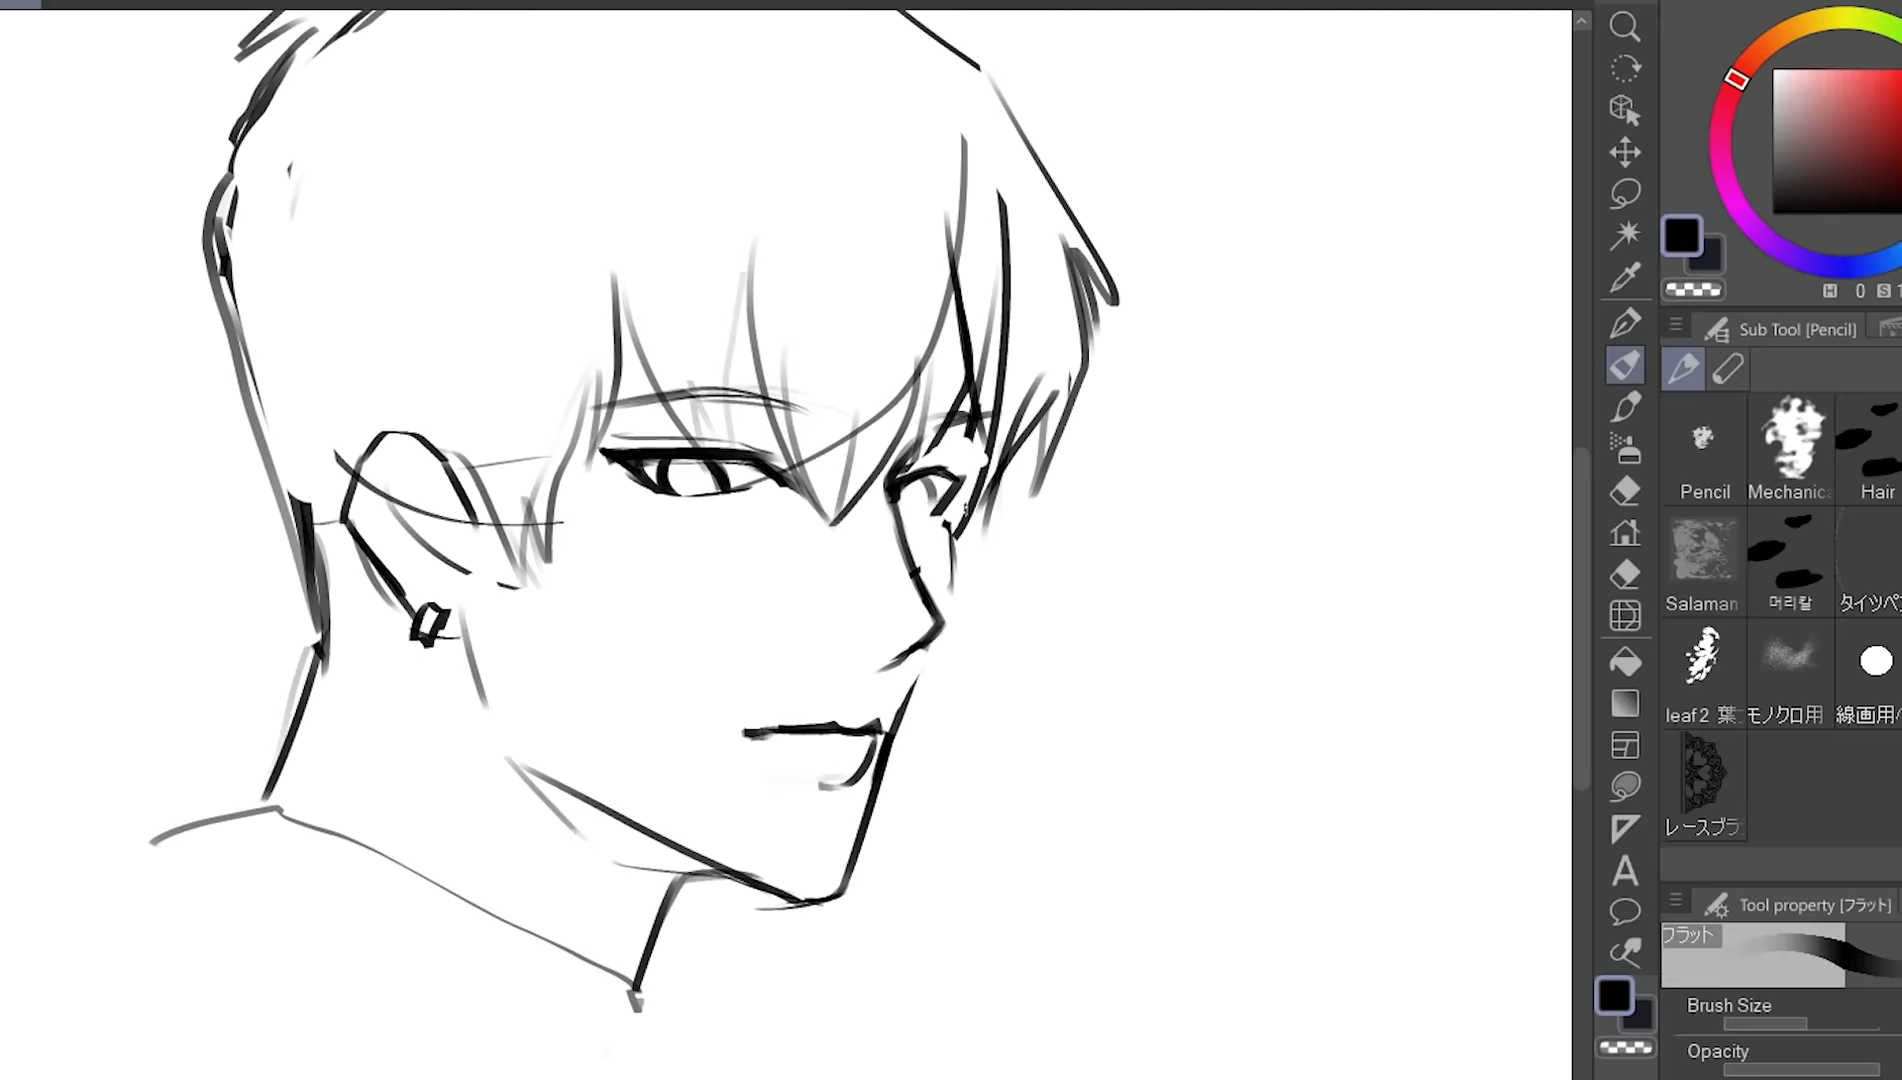 H 0 S 1
Sub Tool [Pencil]
Pencil Mechanic Hair
Salaman 머리칼 タイツペ
leaf2 葉 モノクロ用 線画用
レースブラ
Tool property [フラット]
フラット
Brush Size
Opacity